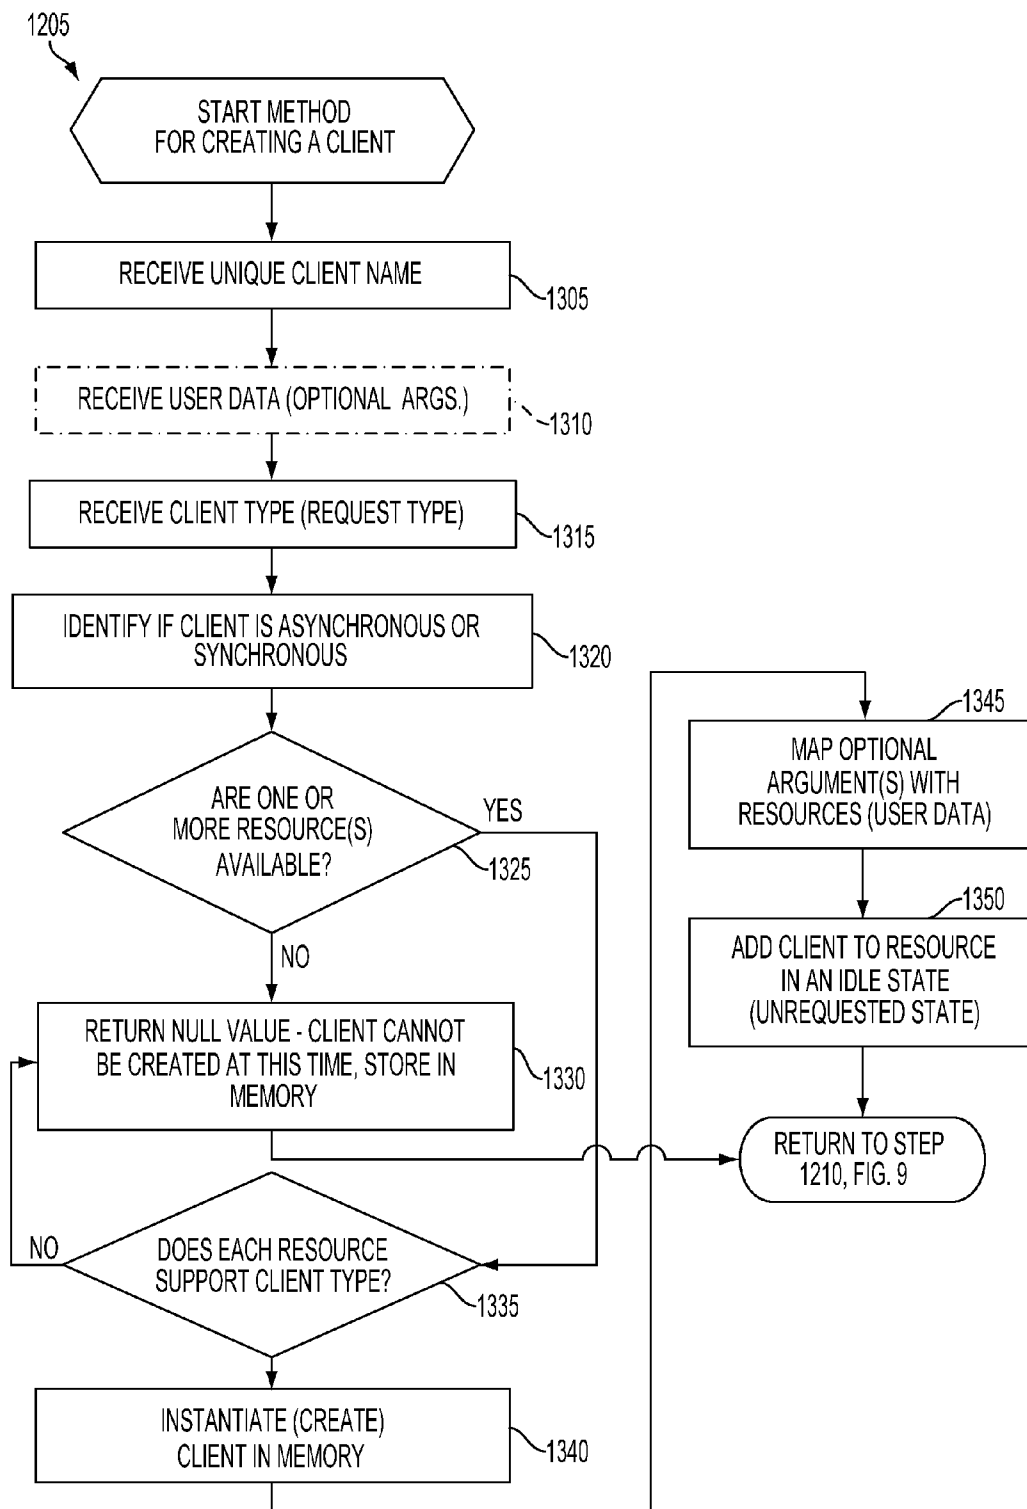 1205
START METHOD
FOR CREATING A CLIENT
RECEIVE UNIQUE CLIENT NAME
1305
RECEIVE USER DATA (OPTIONAL ARGS.)
1310
RECEIVE CLIENT TYPE (REQUEST TYPE)
1315
IDENTIFY IF CLIENT IS ASYNCHRONOUS OR
SYNCHRONOUS
1320
ARE ONE OR
MORE RESOURCE(S)
AVAILABLE?
YES
1325
NO
RETURN NULL VALUE - CLIENT CANNOT
BE CREATED AT THIS TIME, STORE IN
MEMORY
1330
NO
DOES EACH RESOURCE
SUPPORT CLIENT TYPE?
1335
INSTANTIATE (CREATE)
CLIENT IN MEMORY
1340
1345
MAP OPTIONAL
ARGUMENT(S) WITH
RESOURCES (USER DATA)
1350
ADD CLIENT TO RESOURCE
IN AN IDLE STATE
(UNREQUESTED STATE)
RETURN TO STEP
1210, FIG. 9